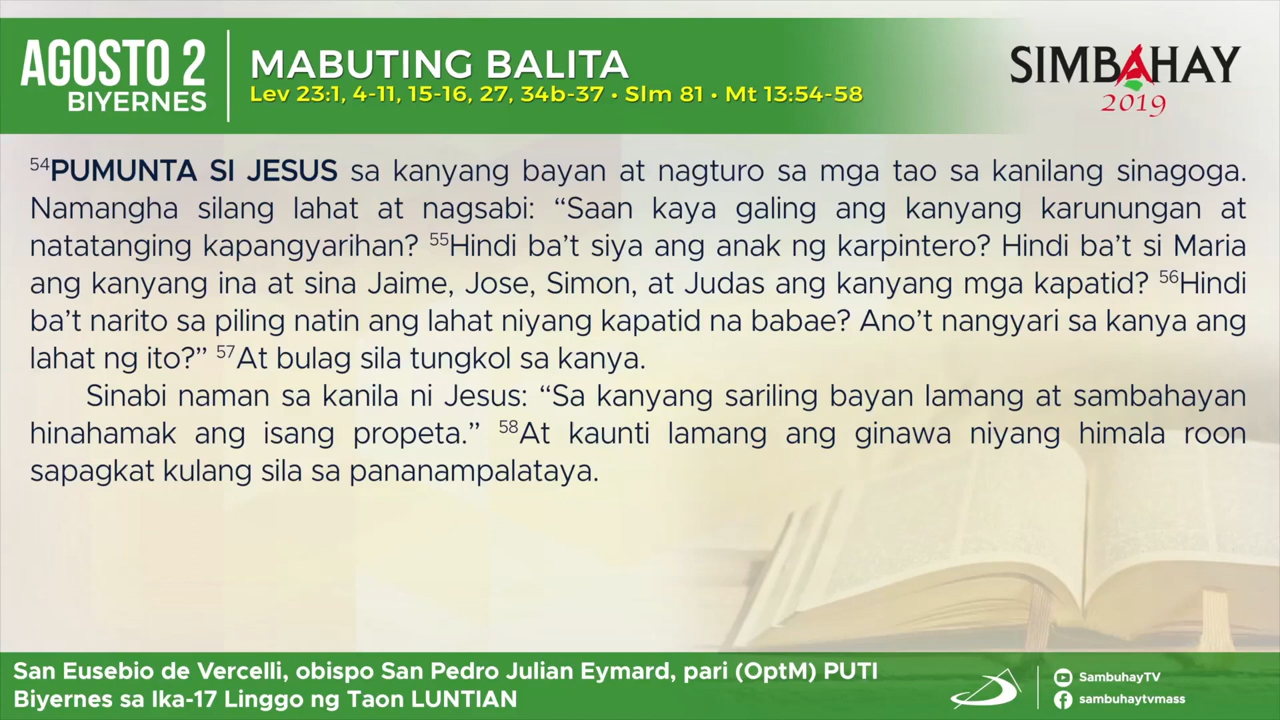 AGOSTO 2
BIYERNES
MABUTING BALITA
Lev 23:1, 4-11, 15-16, 27, 34b-37 • Slm 81 • Mt 13:54-58
SIMBAHAY
2019
54PUMUNTA SI JESUS sa kanyang bayan at nagturo sa mga tao sa kanilang sinagoga.
Namangha silang lahat at nagsabi: “Saan kaya galing ang kanyang karunungan at
natatanging kapangyarihan? 55Hindi ba’t siya ang anak ng karpintero? Hindi ba’t si Maria
ang kanyang ina at sina Jaime, Jose, Simon, at Judas ang kanyang mga kapatid? 56Hindi
ba’t narito sa piling natin ang lahat niyang kapatid na babae? Ano’t nangyari sa kanya ang
lahat ng ito?” 57At bulag sila tungkol sa kanya.
Sinabi naman sa kanila ni Jesus: “Sa kanyang sariling bayan lamang at sambahayan
hinahamak ang isang propeta.” 58At kaunti lamang ang ginawa niyang himala roon
sapagkat kulang sila sa pananampalataya.
San Eusebio de Vercelli, obispo San Pedro Julian Eymard, pari (OptM) PUTI
Biyernes sa Ika-17 Linggo ng Taon LUNTIAN
SambuhayTV
sambuhaytvmass